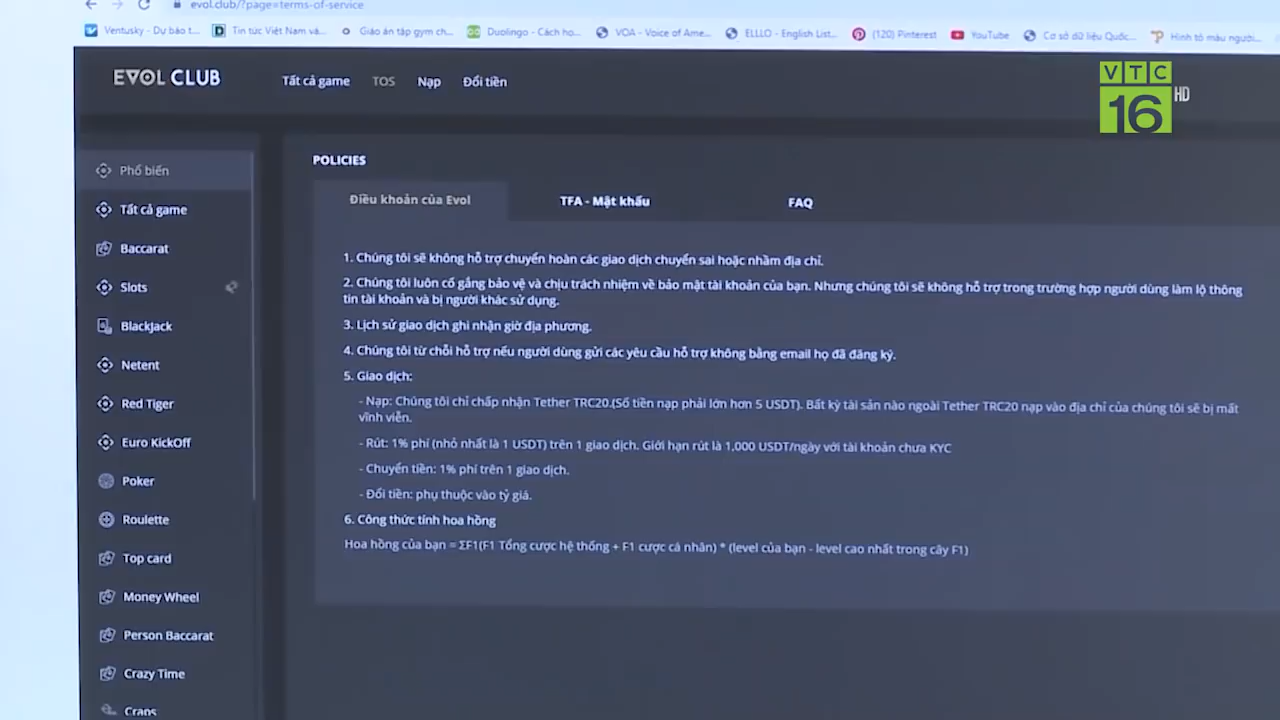 evol.club/?page=terms-of-service
Ventusky - Dự báo t... Tin tức Việt Nam và... Giáo án tập gym ch... Duolingo - Cách ho... VOA - Voice of Ame... ELLLO - English List... (120) Pinterest YouTube Cơ sở dữ liệu Quốc... Hình tô màu người...
EVOL CLUB
Tất cả game TOS Nạp Đổi tiền
VTC
16
HD
Phổ biến
Tất cả game
Baccarat
Slots
BlackJack
Netent
Red Tiger
Euro KickOff
Poker
Roulette
Top card
Money Wheel
Person Baccarat
Crazy Time
Craps
POLICIES
Điều khoản của Evol TFA - Mật khẩu FAQ
1. Chúng tôi sẽ không hỗ trợ chuyển hoàn các giao dịch chuyển sai hoặc nhầm địa chỉ.
2. Chúng tôi luôn cố gắng bảo vệ và chịu trách nhiệm về bảo mật tài khoản của bạn. Nhưng chúng tôi sẽ không hỗ trợ trong trường hợp người dùng làm lộ thông
tin tài khoản và bị người khác sử dụng.
3. Lịch sử giao dịch ghi nhận giờ địa phương.
4. Chúng tôi từ chối hỗ trợ nếu người dùng gửi các yêu cầu hỗ trợ không bằng email họ đã đăng ký.
5. Giao dịch:
- Nạp: Chúng tôi chỉ chấp nhận Tether TRC20.(Số tiền nạp phải lớn hơn 5 USDT). Bất kỳ tài sản nào ngoài Tether TRC20 nạp vào địa chỉ của chúng tôi sẽ bị mất
vĩnh viễn.
- Rút: 1% phí (nhỏ nhất là 1 USDT) trên 1 giao dịch. Giới hạn rút là 1,000 USDT/ngày với tài khoản chưa KYC
- Chuyển tiền: 1% phí trên 1 giao dịch.
- Đổi tiền: phụ thuộc vào tỷ giá.
6. Công thức tính hoa hồng
Hoa hồng của bạn = ΣF1(F1 Tổng cược hệ thống + F1 cược cá nhân) * (level của bạn - level cao nhất trong cây F1)